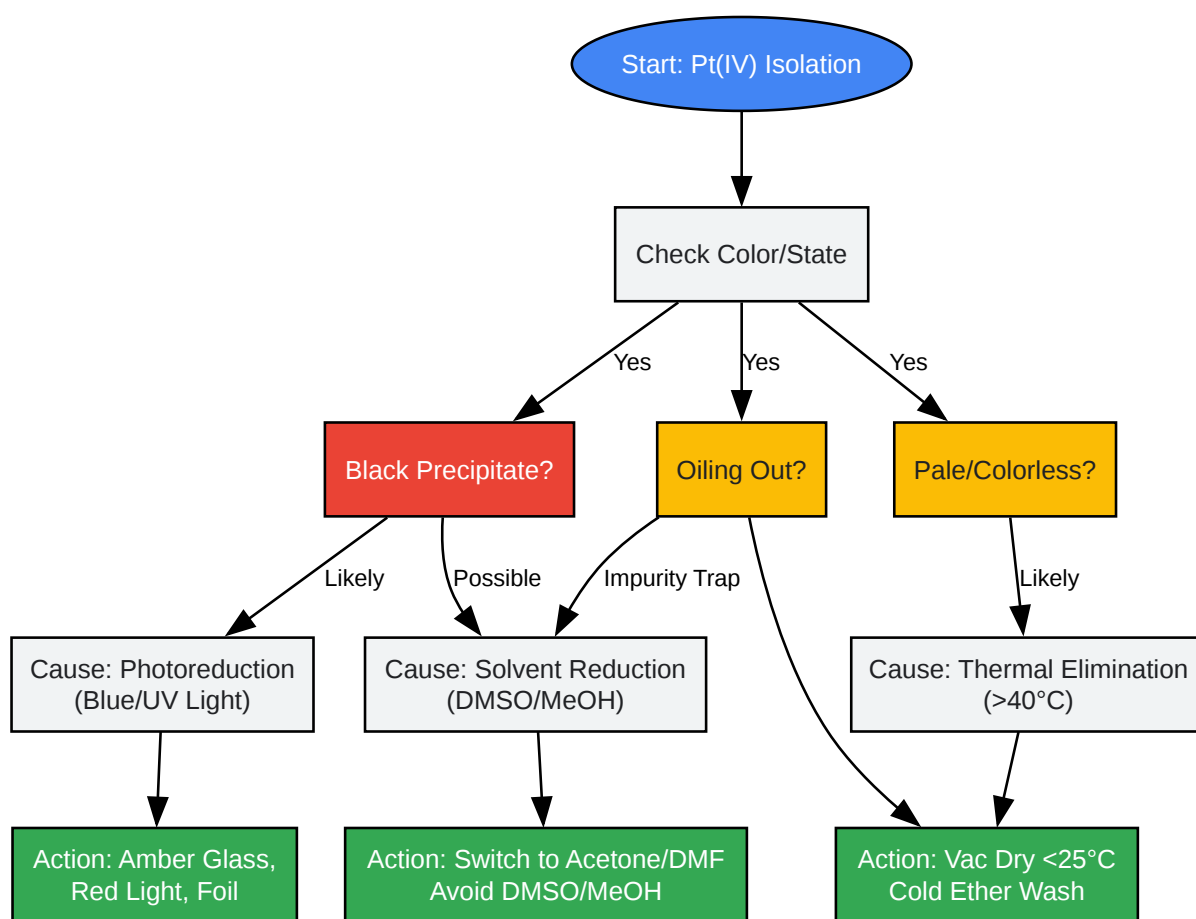 Start: Pt(IV) Isolation
Check Color/State
Yes
Yes
Yes
Black Precipitate?
Oiling Out?
Pale/Colorless?
Likely
Possible
Impurity Trap
Likely
Cause: Photoreduction
(Blue/UV Light)
Cause: Solvent Reduction
(DMSO/MeOH)
Cause: Thermal Elimination
(>40°C)
Action: Amber Glass,
Red Light, Foil
Action: Switch to Acetone/DMF
Avoid DMSO/MeOH
Action: Vac Dry <25°C
Cold Ether Wash